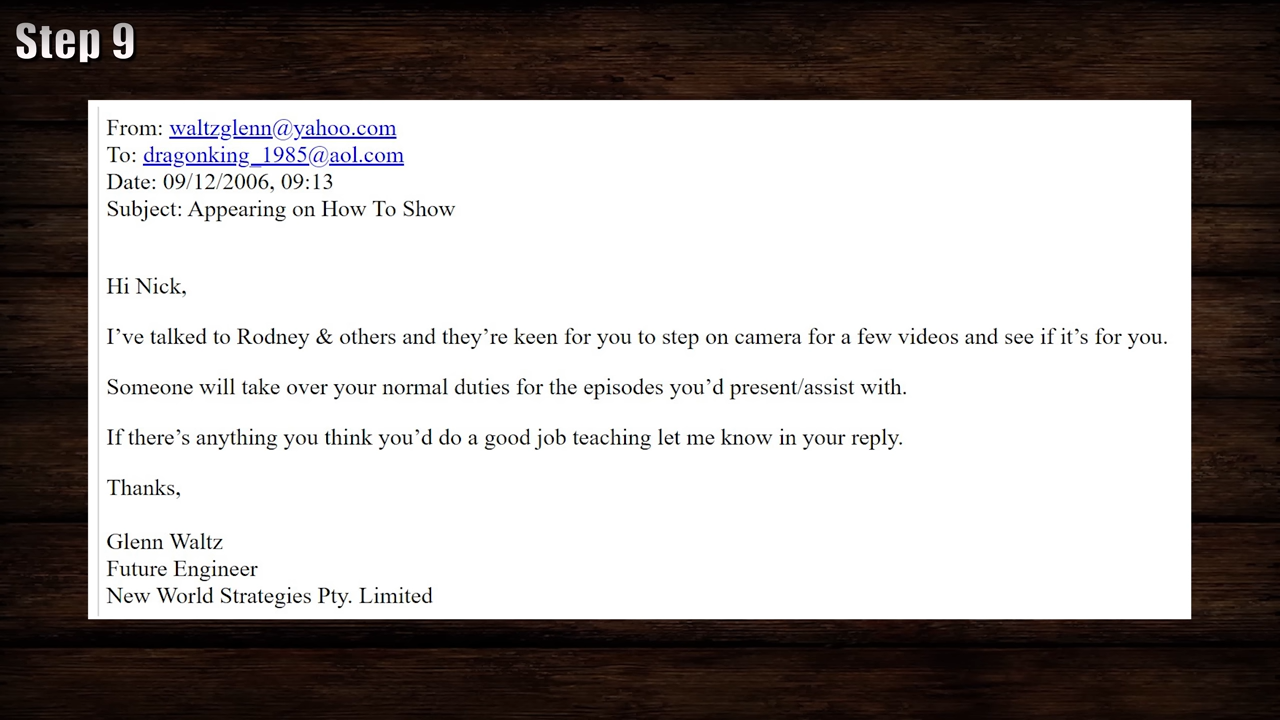 Step 9
From: waltzglenn@yahoo.com
To: dragonking_1985@aol.com
Date: 09/12/2006, 09:13
Subject: Appearing on How To Show
Hi Nick,
I’ve talked to Rodney & others and they’re keen for you to step on camera for a few videos and see if it’s for you.
Someone will take over your normal duties for the episodes you’d present/assist with.
If there’s anything you think you’d do a good job teaching let me know in your reply.
Thanks,
Glenn Waltz
Future Engineer
New World Strategies Pty. Limited